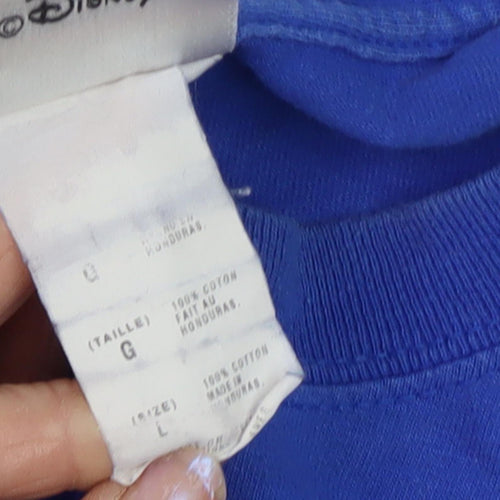 © Disney
HONDURAS.
G
(TAILLE)
G
100% COTON
FAIT AU
HONDURAS.
(SIZE)
L
100% COTTON
MADE IN
HONDURAS.